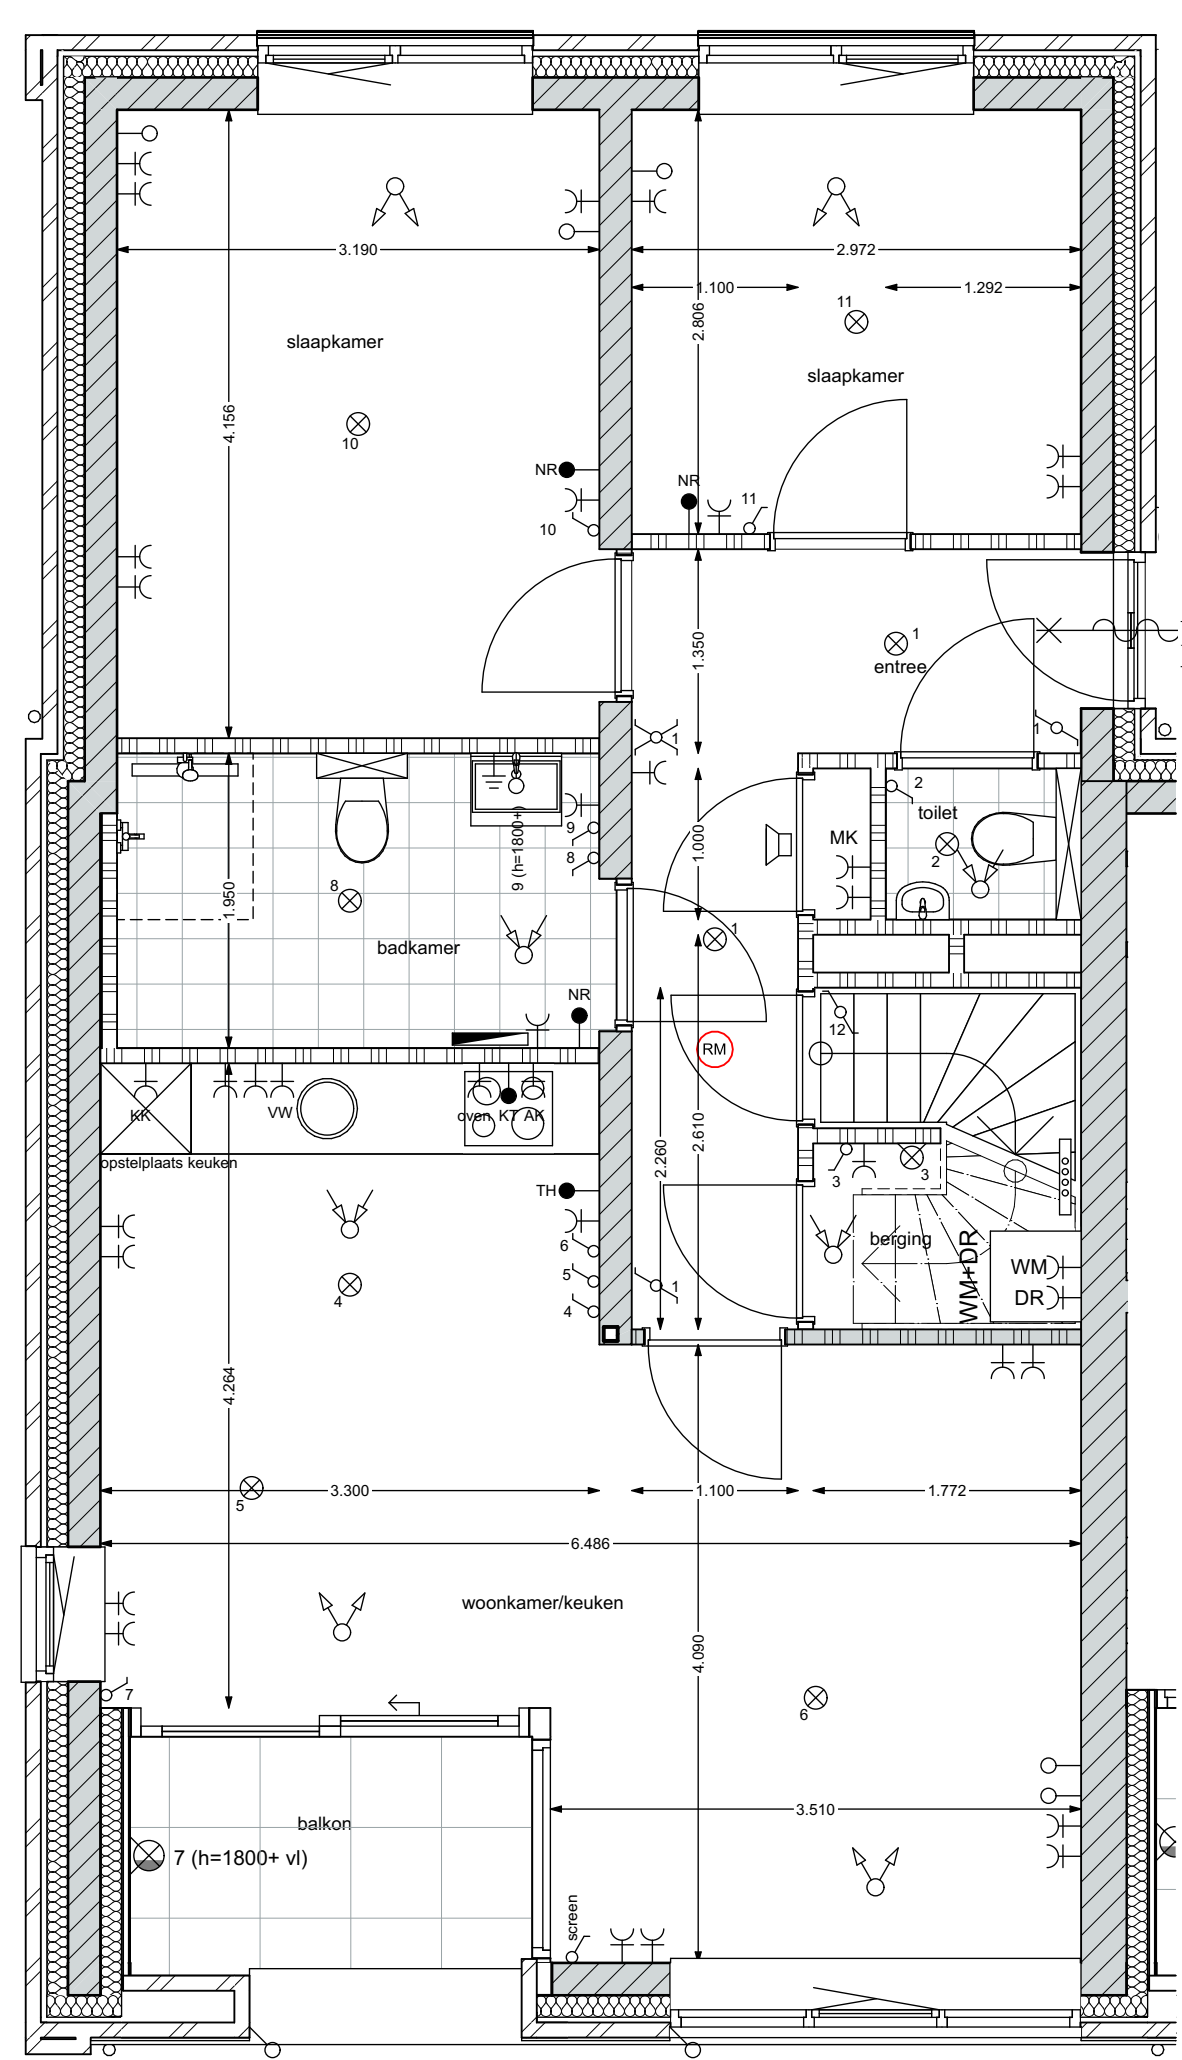 3.190
2.972
1.100
1.292
11
2.806
slaapkamer
slaapkamer
4.156
10
NR
NR
11
10
1
entree
1.350
1
1
2
toilet
9 (h=1800+)
9
8
MK
1.000
2
8
1.950
badkamer
1
NR
12
RM
KK
VW
oven
KT
AK
2.260
2.610
opstelplaats keuken
3
3
TH
6
berging
WM+DR
WM
DR
5
1
4
4
4.264
5
3.300
1.100
1.772
6.486
woonkamer/keuken
4.090
7
6
3.510
balkon
7 (h=1800+ vl)
screen